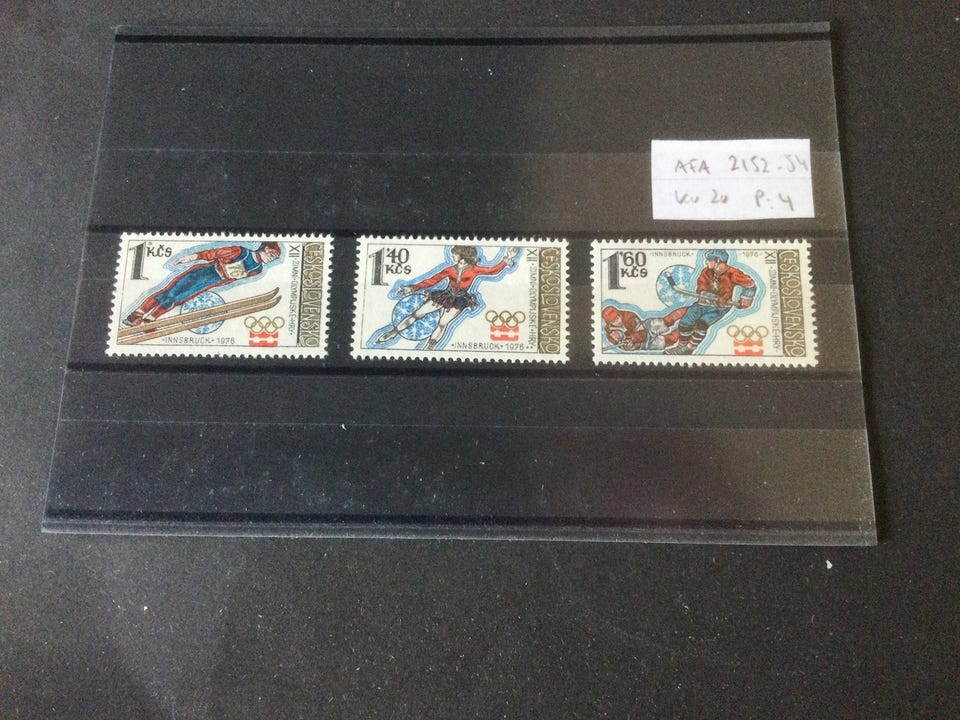 AFA 2152-54
KV 20 P: 4
1 KČS
XII·ZIMNÍ·OLYMPIJSKÉ·HRY·
ČESKOSLOVENSKO
·INNSBRUCK·1976·
1·40
KČS
XII·ZIMNÍ·OLYMPIJSKÉ·HRY·
ČESKOSLOVENSKO
·INNSBRUCK·1976·
1·60
KČS
·INNSBRUCK· ·1976·
XII·ZIMNÍ·OLYMPIJSKÉ·HRY·
ČESKOSLOVENSKO